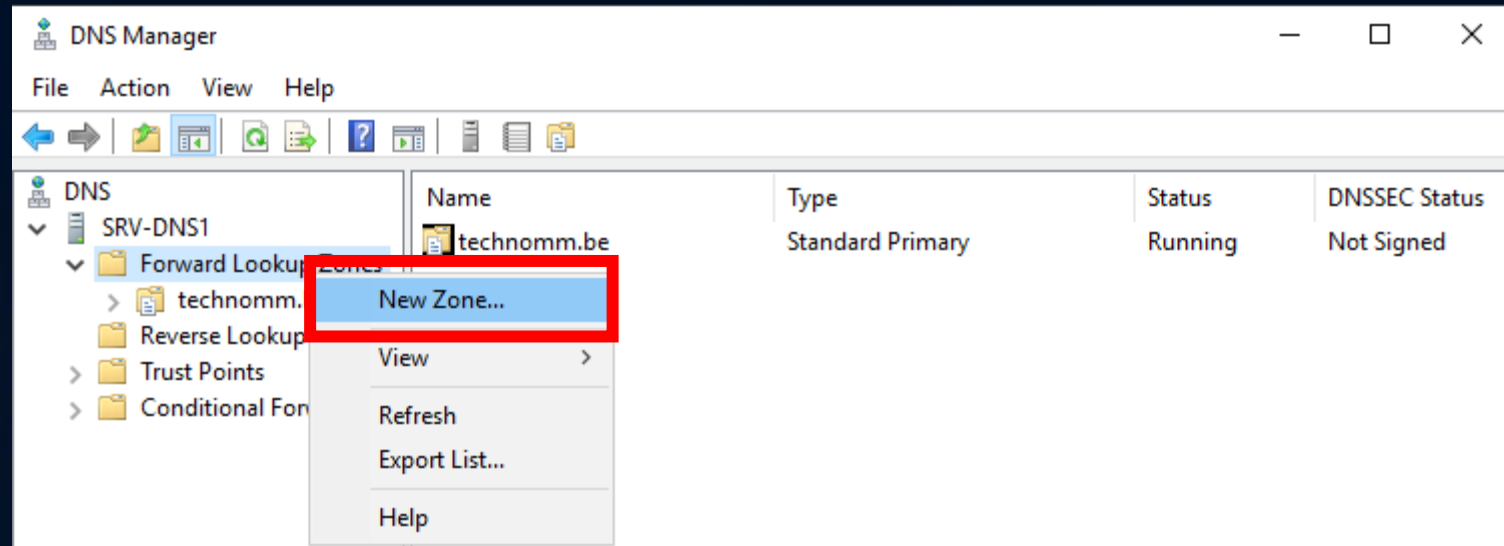 DNS Manager
File Action View Help
DNS
SRV-DNS1
Forward Lookup Zones
technomm.
Reverse Lookup
Trust Points
Conditional For
Name Type Status DNSSEC Status
technomm.be Standard Primary Running Not Signed
New Zone...
View
Refresh
Export List...
Help